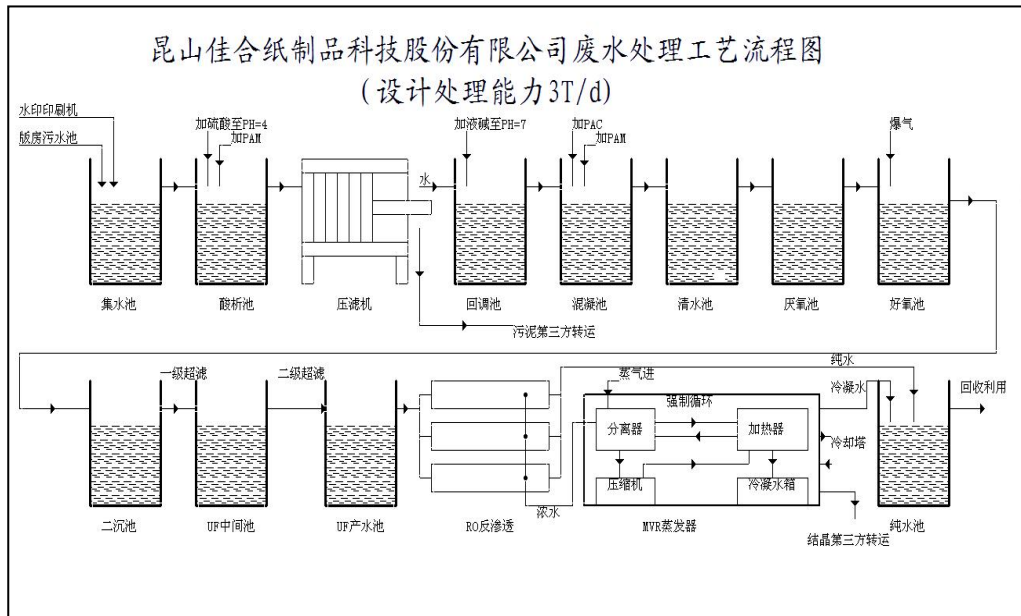 昆山佳合纸制品科技股份有限公司废水处理工艺流程图
(设计处理能力3T/d)
水印印刷机
版房污水池
加硫酸至PH=4
加PAM
水
加液碱至PH=7
加PAC
加PAM
爆气
集水池
酸析池
压滤机
回调池
混凝池
清水池
厌氧池
好氧池
污泥第三方转运
一级超滤
二级超滤
蒸气进
纯水
冷凝水
回收利用
强制循环
分离器
加热器
冷却塔
压缩机
冷凝水箱
浓水
二沉池
UF中间池
UF产水池
RO反渗透
MVR蒸发器
结晶第三方转运
纯水池